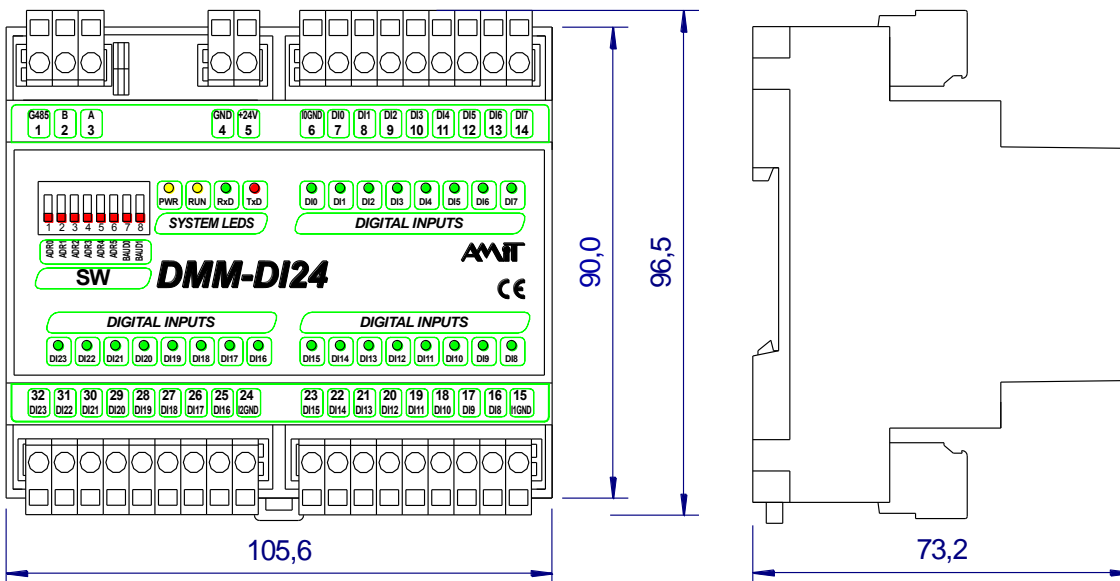 G485 B A GND +24V I0GND DI0 DI1 DI2 DI3 DI4 DI5 DI6 DI7
1 2 3 4 5 6 7 8 9 10 11 12 13 14
PWR RUN RxD TxD DI0 DI1 DI2 DI3 DI4 DI5 DI6 DI7
1 2 3 4 5 6 7 8
SYSTEM LEDS DIGITAL INPUTS
ADR0 ADR1 ADR2 ADR3 ADR4 ADR5 BAUD0 BAUD1
SW
DMM-DI24
AMiT
CE
DIGITAL INPUTS DIGITAL INPUTS
DI23 DI22 DI21 DI20 DI19 DI18 DI17 DI16 DI15 DI14 DI13 DI12 DI11 DI10 DI9 DI8
32 31 30 29 28 27 26 25 24 23 22 21 20 19 18 17 16 15
DI23 DI22 DI21 DI20 DI19 DI18 DI17 DI16 I2GND DI15 DI14 DI13 DI12 DI11 DI10 DI9 DI8 I1GND
90,0
96,5
105,6
73,2